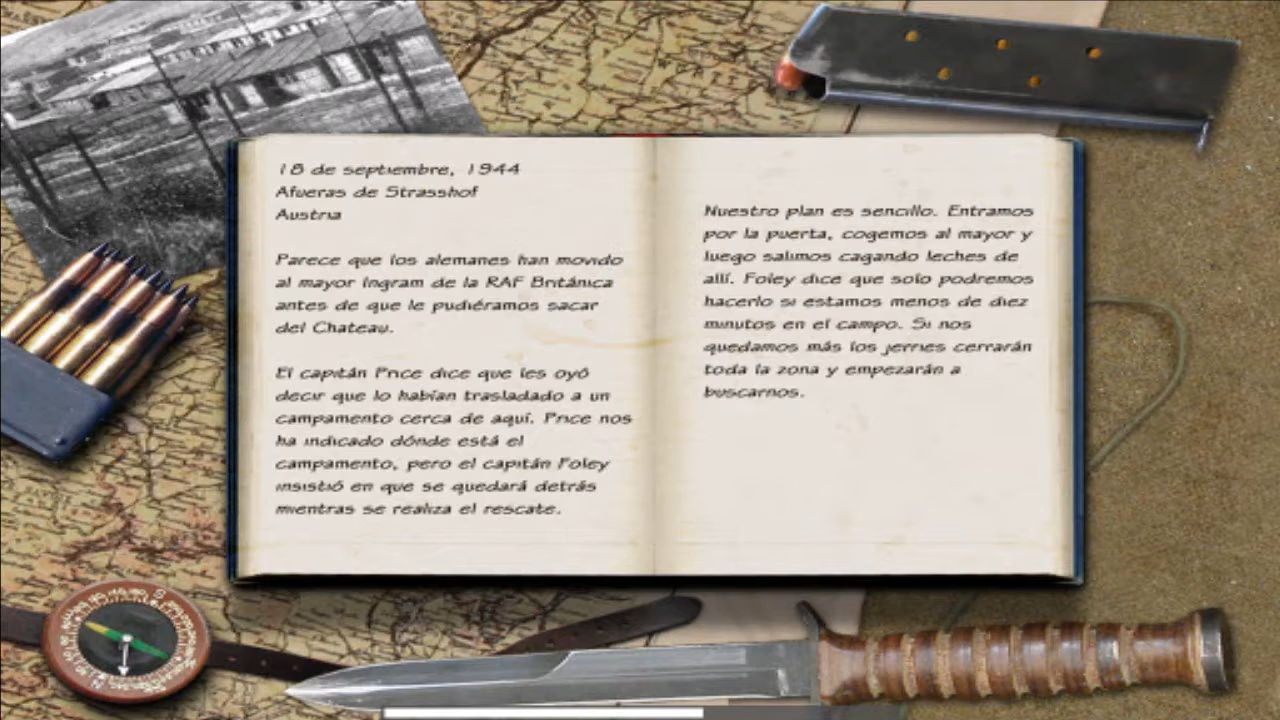 18 de septiembre, 1944
Afueras de Strasshof
Austria
Parece que los alemanes han movido
al mayor Ingram de la RAF Británica
antes de que le pudiéramos sacar
del Chateau.
El capitán Price dice que les oyó
decir que lo habían trasladado a un
campamento cerca de aquí. Price nos
ha indicado dónde está el
campamento, pero el capitán Foley
insistió en que se quedará detrás
mientras se realiza el rescate.
Nuestro plan es sencillo. Entramos
por la puerta, cogemos al mayor y
luego salimos cagando leches de
allí. Foley dice que solo podremos
hacerlo si estamos menos de diez
minutos en el campo. Si nos
quedamos más los jerries cerrarán
toda la zona y empezarán a
buscarnos.